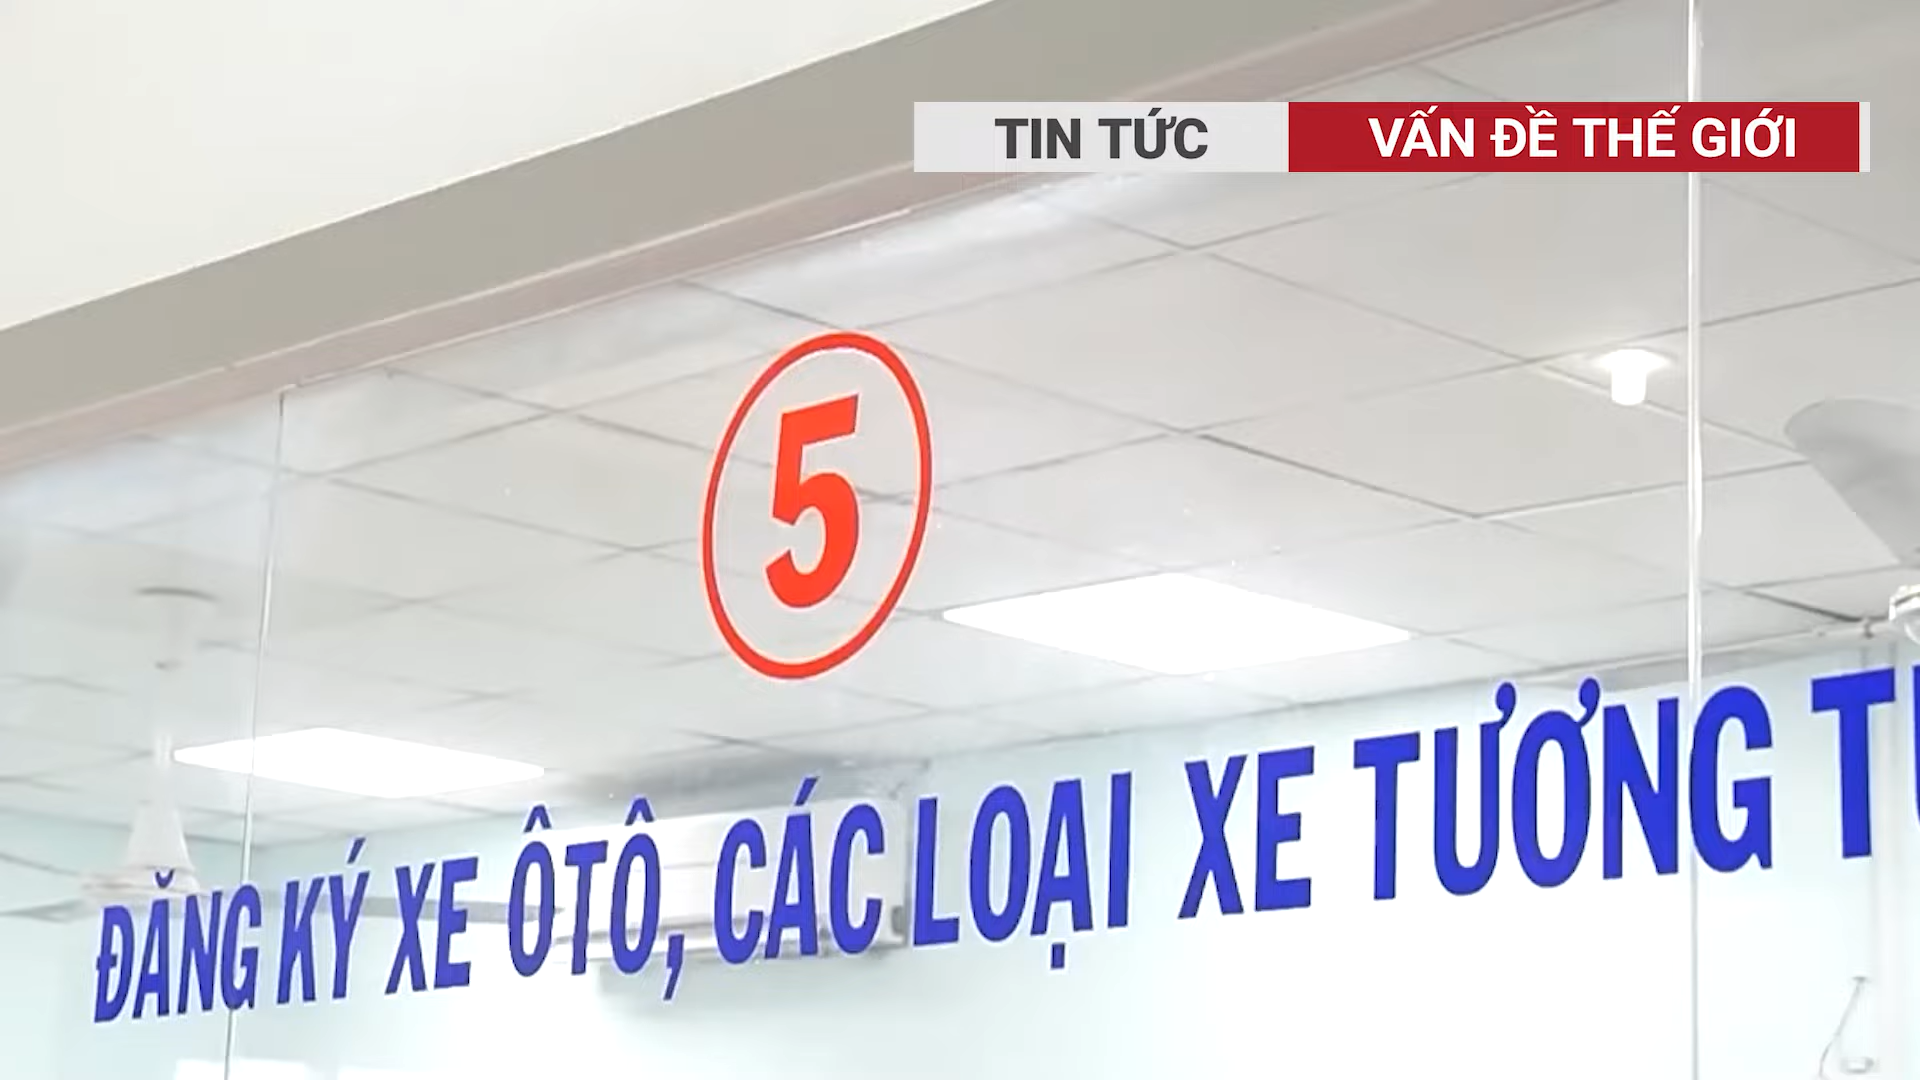 TIN TỨC VẤN ĐỀ THẾ GIỚI
5
ĐĂNG KÝ XE ÔTÔ, CÁC LOẠI XE TƯƠNG